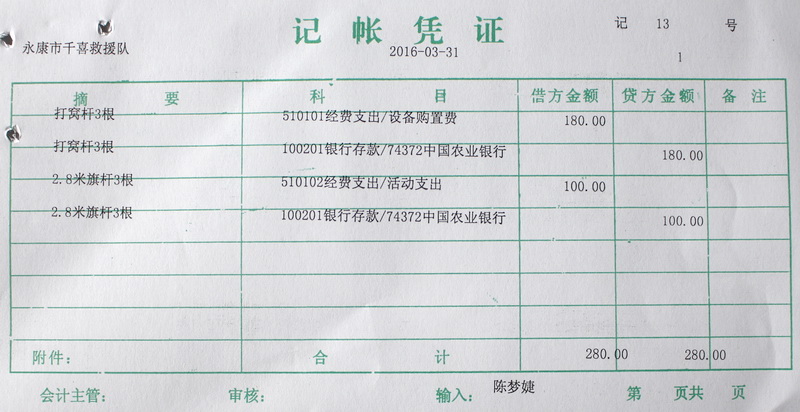 记帐凭证
记 13 号
永康市千喜救援队
2016-03-31
1
摘 要 科 目 借方金额 贷方金额 备注
打窝杆3根 510101经费支出/设备购置费 180.00
打窝杆3根 100201银行存款/74372中国农业银行 180.00
2.8米旗杆3根 510102经费支出/活动支出 100.00
2.8米旗杆3根 100201银行存款/74372中国农业银行 100.00
附件： 合 计 280.00 280.00
会计主管： 审核： 输入： 陈梦婕 第 页共 页